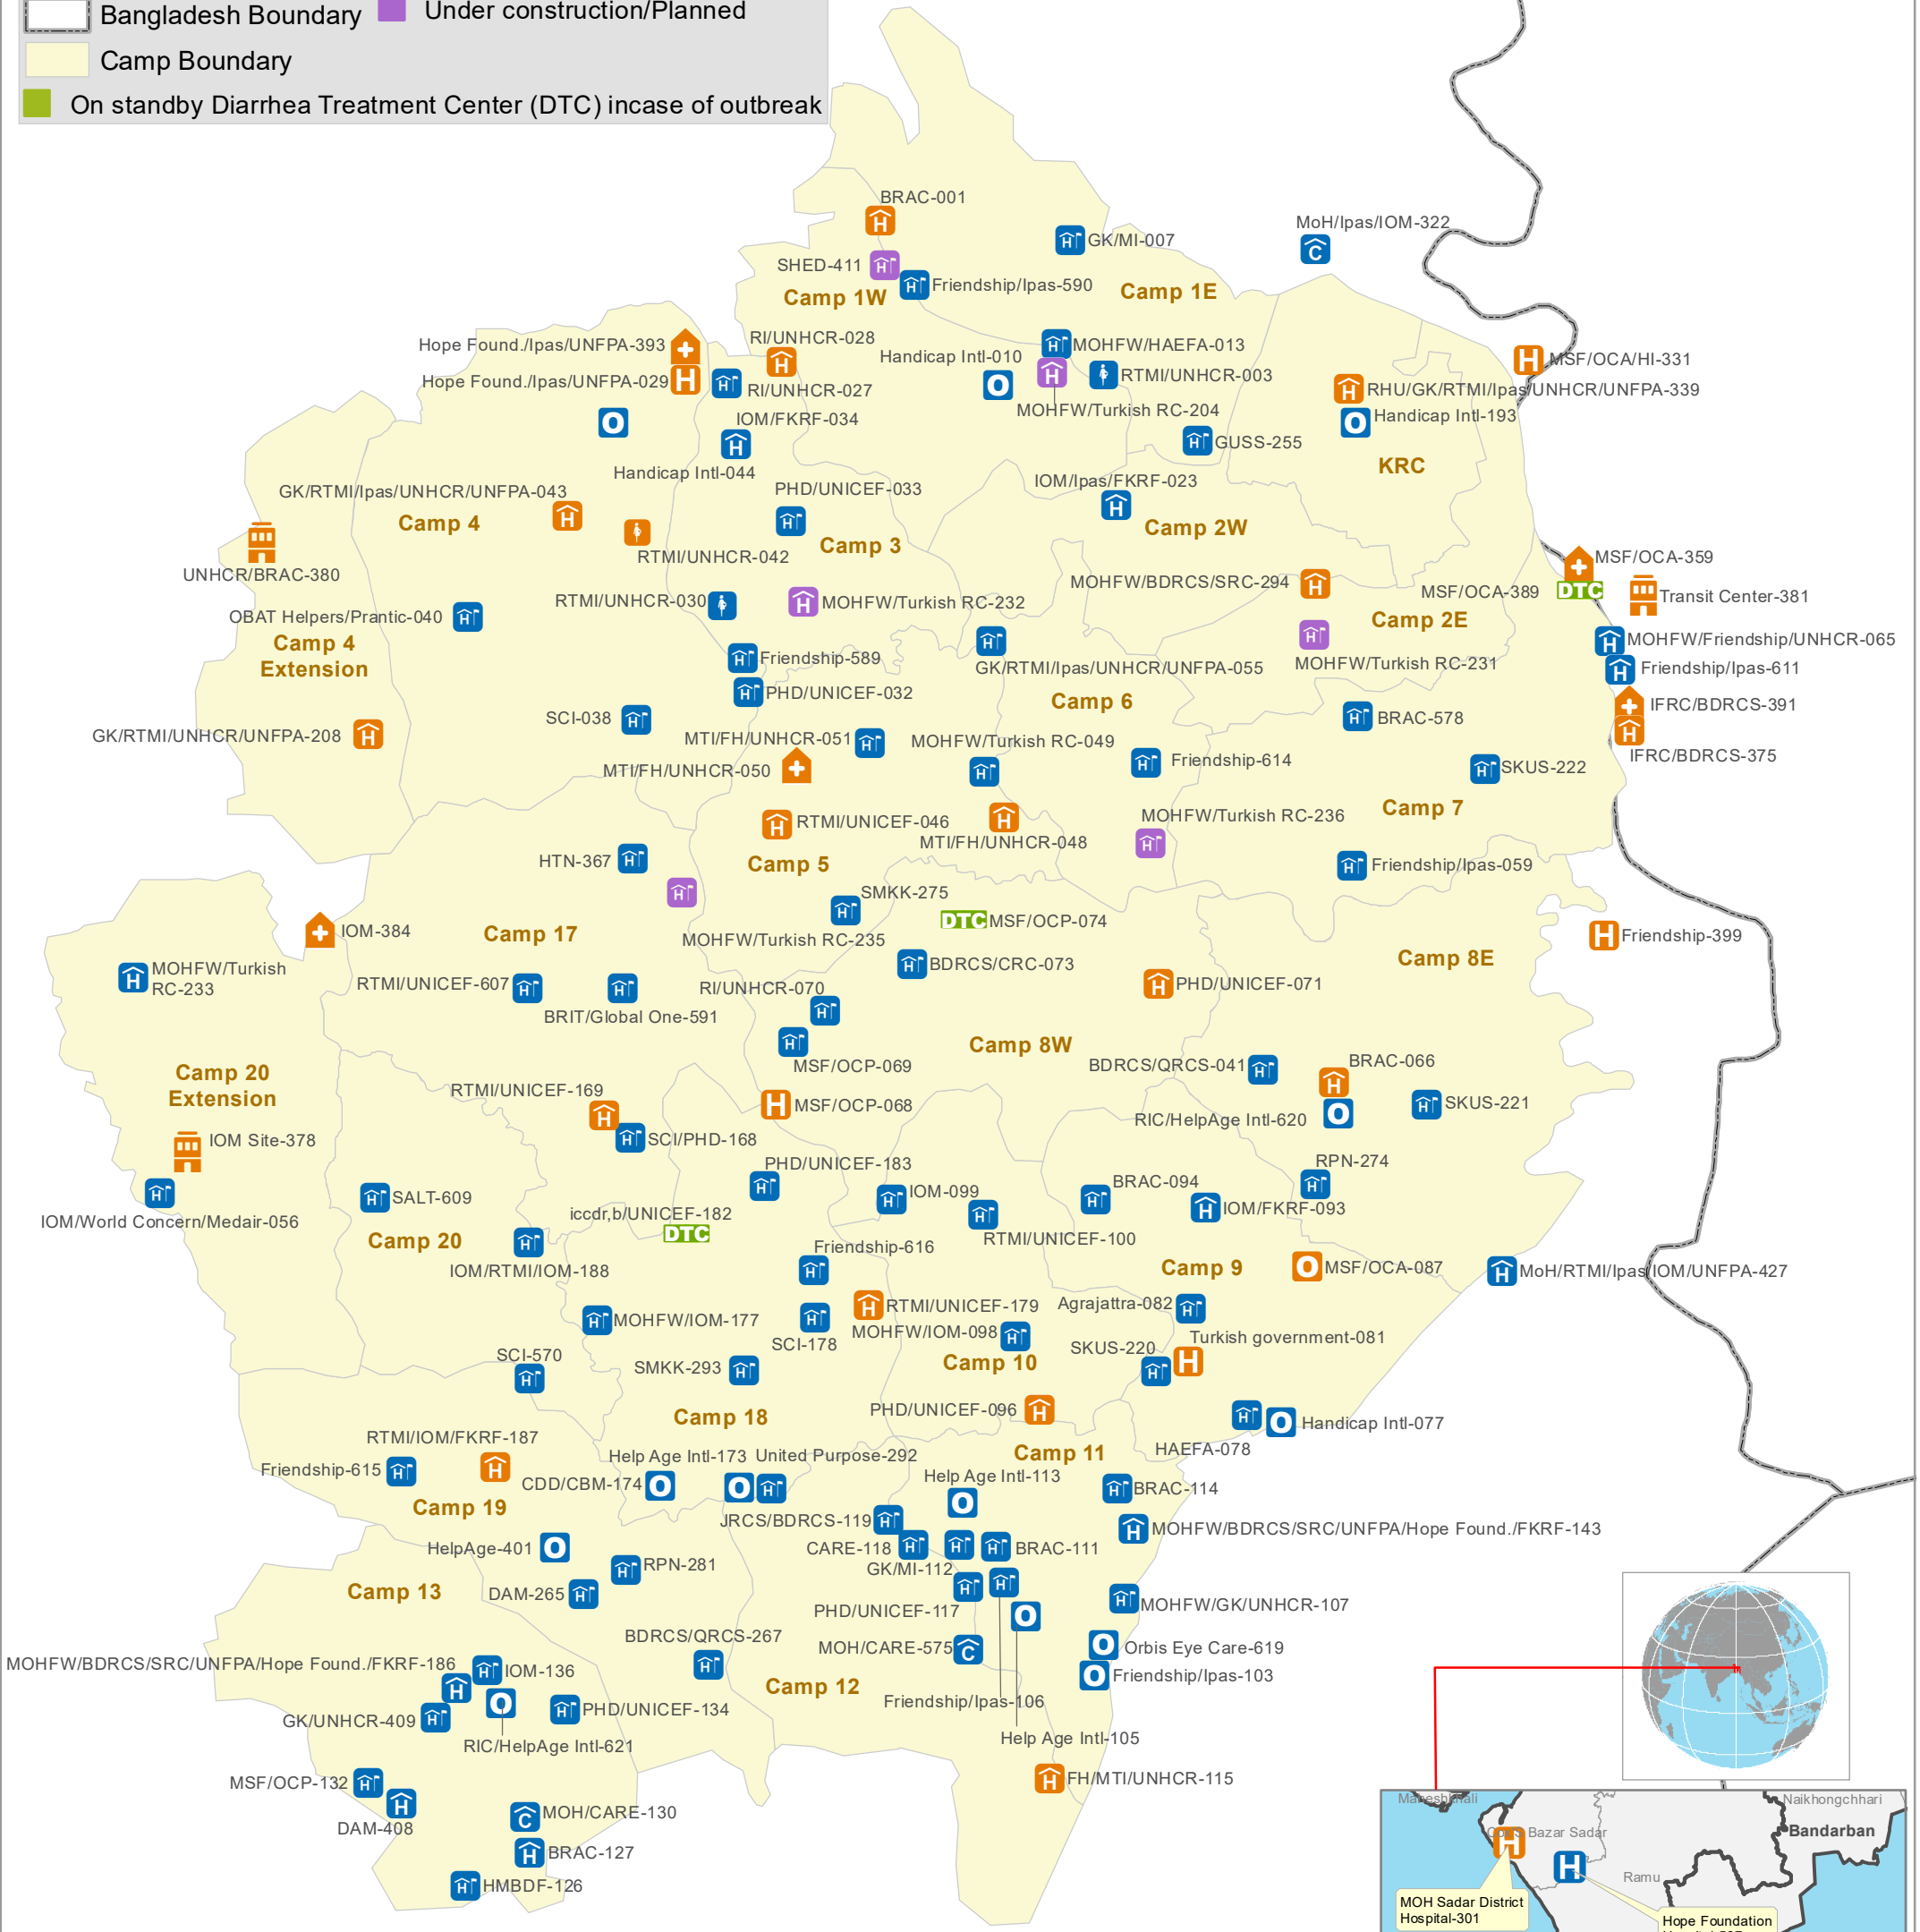 Bangladesh Boundary
Under construction/Planned
Camp Boundary
On standby Diarrhea Treatment Center (DTC) incase of outbreak
BRAC-001
GK/MI-007
MoH/Ipas/IOM-322
SHED-411
Friendship/Ipas-590
Camp 1W
Camp 1E
Hope Found./Ipas/UNFPA-393
RI/UNHCR-028
Handicap Intl-010
MOHFW/HAEFA-013
MSF/OCA/HI-331
Hope Found./Ipas/UNFPA-029
RI/UNHCR-027
RTMI/UNHCR-003
RHU/GK/RTMI/Ipas/UNHCR/UNFPA-339
IOM/FKRF-034
MOHFW/Turkish RC-204
Handicap Intl-193
GUSS-255
Handicap Intl-044
KRC
GK/RTMI/Ipas/UNHCR/UNFPA-043
PHD/UNICEF-033
IOM/Ipas/FKRF-023
Camp 4
Camp 3
Camp 2W
RTMI/UNHCR-042
MSF/OCA-359
UNHCR/BRAC-380
MOHFW/BDRCS/SRC-294
MSF/OCA-389
DTC
Transit Center-381
RTMI/UNHCR-030
MOHFW/Turkish RC-232
OBAT Helpers/Prantic-040
Camp 2E
Camp 4
Extension
MOHFW/Friendship/UNHCR-065
Friendship-589
GK/RTMI/Ipas/UNHCR/UNFPA-055
MOHFW/Turkish RC-231
Friendship/Ipas-611
PHD/UNICEF-032
Camp 6
IFRC/BDRCS-391
SCI-038
BRAC-578
GK/RTMI/UNHCR/UNFPA-208
MTI/FH/UNHCR-051
MOHFW/Turkish RC-049
IFRC/BDRCS-375
MTI/FH/UNHCR-050
Friendship-614
SKUS-222
Camp 7
RTMI/UNICEF-046
MOHFW/Turkish RC-236
MTI/FH/UNHCR-048
HTN-367
Camp 5
Friendship/Ipas-059
SMKK-275
DTC
MSF/OCP-074
IOM-384
Camp 17
MOHFW/Turkish RC-235
Friendship-399
Camp 8E
MOHFW/Turkish
RC-233
BDRCS/CRC-073
RTMI/UNICEF-607
RI/UNHCR-070
PHD/UNICEF-071
BRIT/Global One-591
Camp 8W
MSF/OCP-069
BDRCS/QRCS-041
BRAC-066
Camp 20
Extension
RTMI/UNICEF-169
MSF/OCP-068
SKUS-221
RIC/HelpAge Intl-620
IOM Site-378
SCI/PHD-168
PHD/UNICEF-183
RPN-274
IOM-099
BRAC-094
SALT-609
IOM/FKRF-093
IOM/World Concern/Medair-056
iccdr,b/UNICEF-182
DTC
RTMI/UNICEF-100
Camp 20
Friendship-616
Camp 9
MSF/OCA-087
IOM/RTMI/IOM-188
MoH/RTMI/Ipas/IOM/UNFPA-427
RTMI/UNICEF-179
Agrajattra-082
MOHFW/IOM-177
MOHFW/IOM-098
Turkish government-081
SCI-178
SKUS-220
SCI-570
SMKK-293
Camp 10
PHD/UNICEF-096
Camp 18
Handicap Intl-077
RTMI/IOM/FKRF-187
HAEFA-078
Help Age Intl-173
United Purpose-292
Camp 11
Friendship-615
CDD/CBM-174
Help Age Intl-113
BRAC-114
Camp 19
JRCS/BDRCS-119
MOHFW/BDRCS/SRC/UNFPA/Hope Found./FKRF-143
HelpAge-401
CARE-118
BRAC-111
RPN-281
GK/MI-112
Camp 13
DAM-265
PHD/UNICEF-117
MOHFW/GK/UNHCR-107
BDRCS/QRCS-267
MOH/CARE-575
Orbis Eye Care-619
MOHFW/BDRCS/SRC/UNFPA/Hope Found./FKRF-186
IOM-136
Friendship/Ipas-103
Camp 12
Friendship/Ipas-106
GK/UNHCR-409
PHD/UNICEF-134
RIC/HelpAge Intl-621
Help Age Intl-105
MSF/OCP-132
FH/MTI/UNHCR-115
DAM-408
MOH/CARE-130
BRAC-127
HMBDF-126
Maheshkhali
Naikhongchhari
Bazar Sadar
Bandarban
Ramu
MOH Sadar District
Hospital-301
Hope Foundation